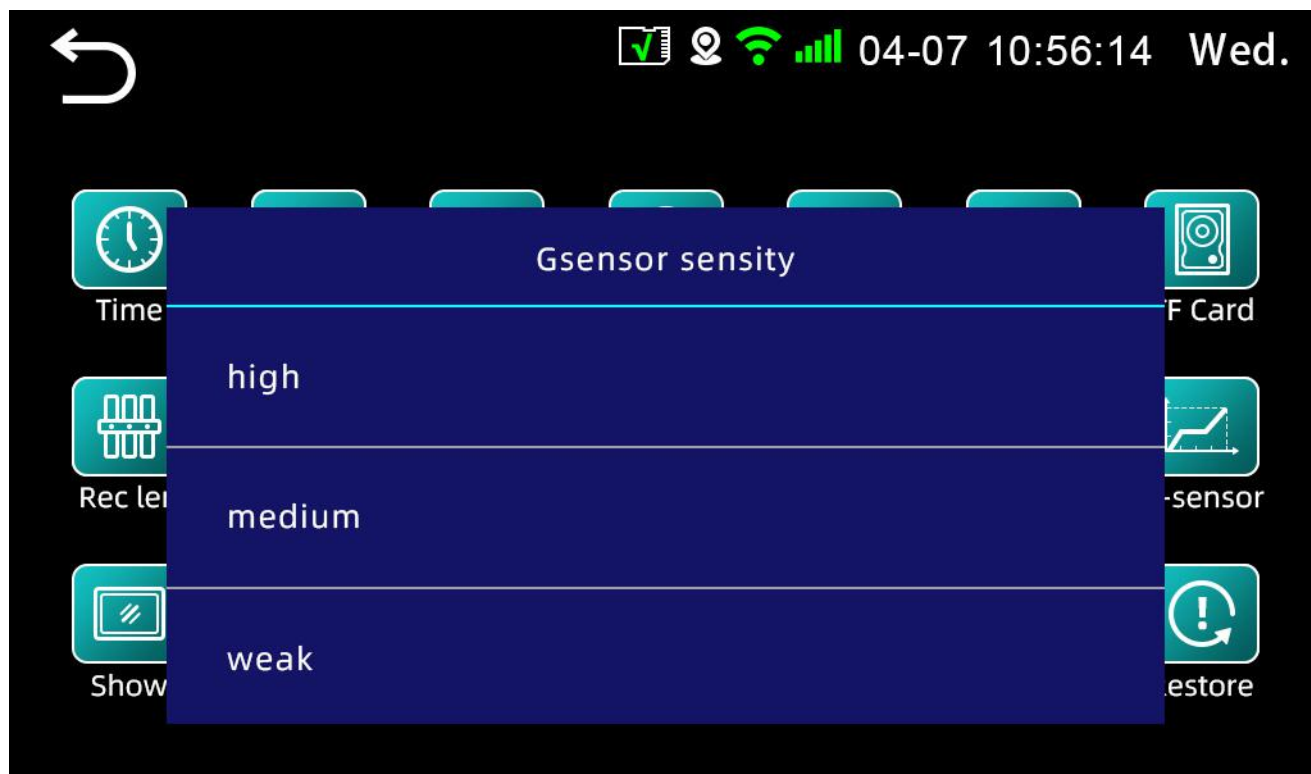 04-07 10:56:14 Wed.
Gsensor sensity
Time
F Card
high
Rec le
-sensor
medium
weak
Show
estore